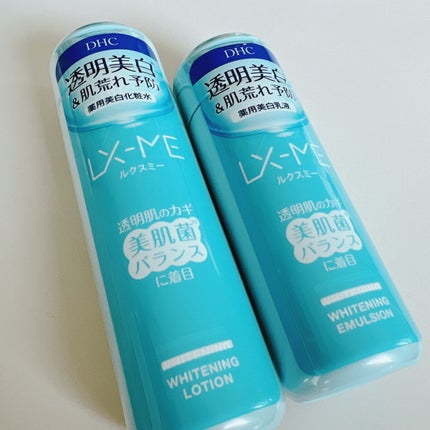 DHC
透明美白
&肌荒れ予防
薬用美白化粧水
LX-ME
ルクスミー
透明肌のカギ
美肌菌
バランス
に着目
WHITENING
LOTION
DHC
透明美白
&肌荒れ予防
薬用美白乳液
LX-ME
ルクスミー
透明肌のカギ
美肌菌
バランス
に着目
WHITENING
EMULSION